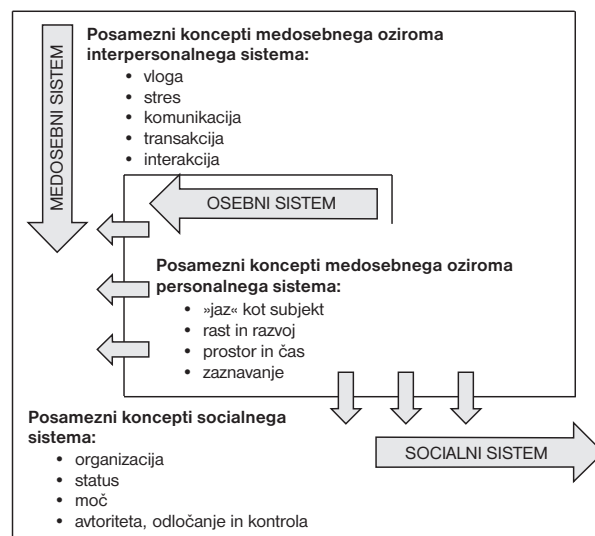 MEDOSEBNI SISTEM
Posamezni koncepti medosebnega oziroma
interpersonalnega sistema:
• vloga
• stres
• komunikacija
• transakcija
• interakcija
OSEBNI SISTEM
Posamezni koncepti medosebnega oziroma
personalnega sistema:
• »jaz« kot subjekt
• rast in razvoj
• prostor in čas
• zaznavanje
Posamezni koncepti socialnega
sistema:
• organizacija
• status
• moč
• avtoriteta, odločanje in kontrola
SOCIALNI SISTEM